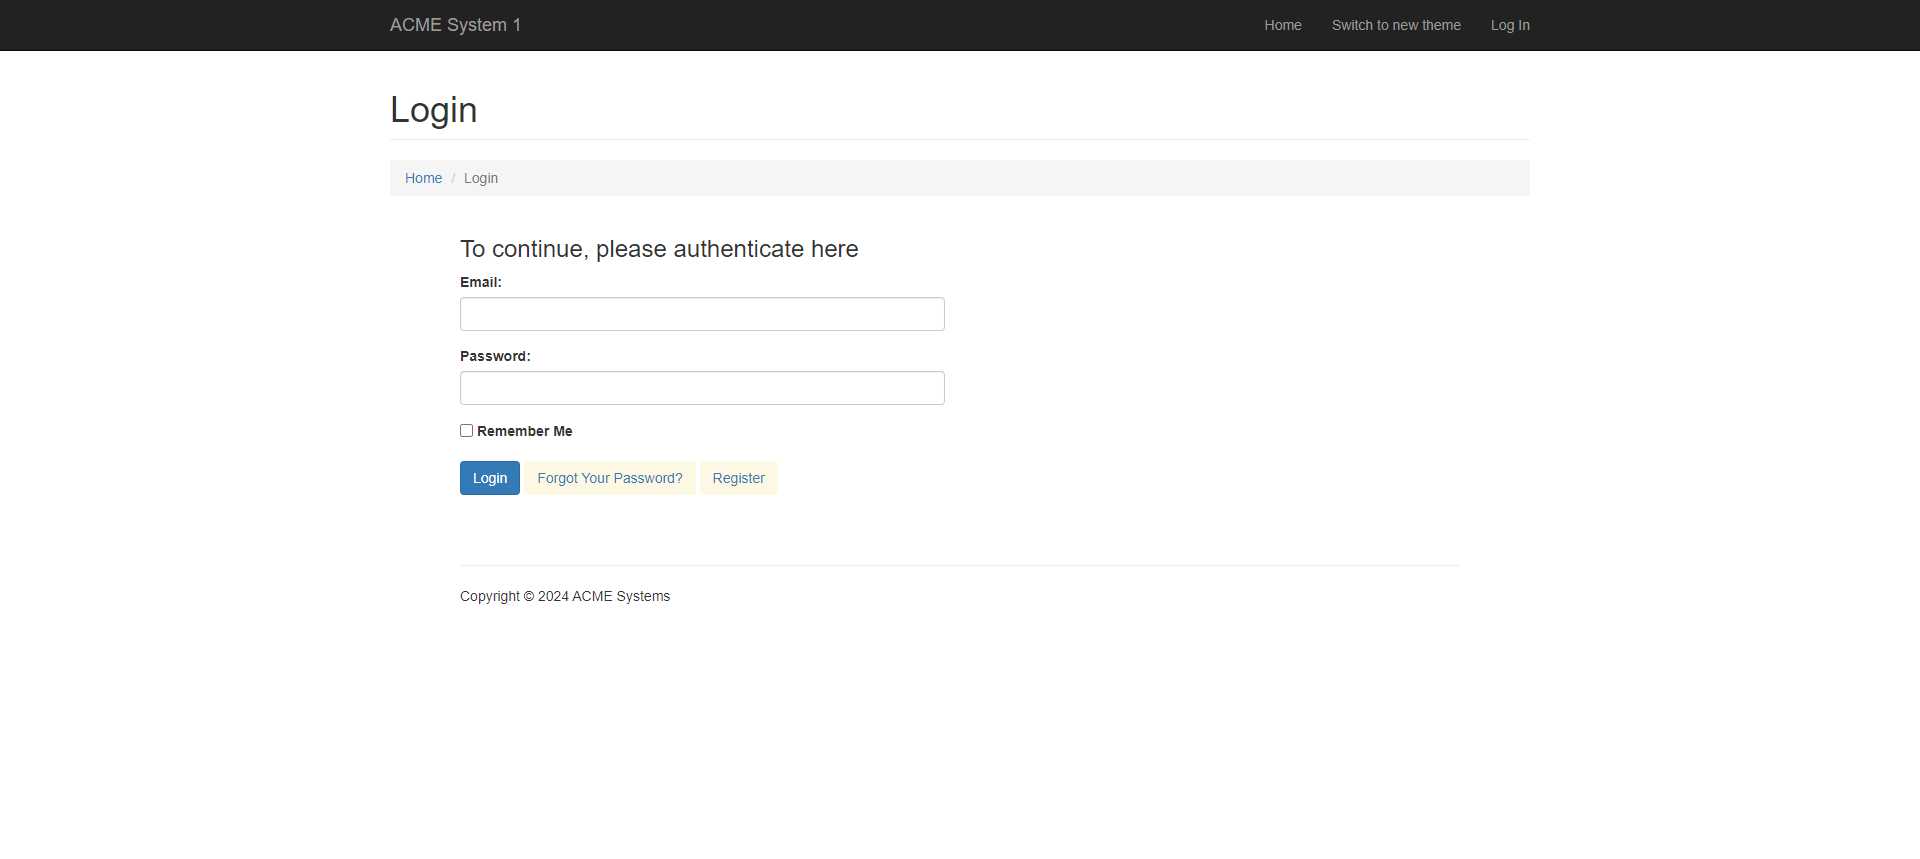 ACME System 1 Home Switch to new theme Log In
Login
Home / Login
To continue, please authenticate here
Email:
Password:
Remember Me
Login Forgot Your Password? Register
Copyright © 2024 ACME Systems